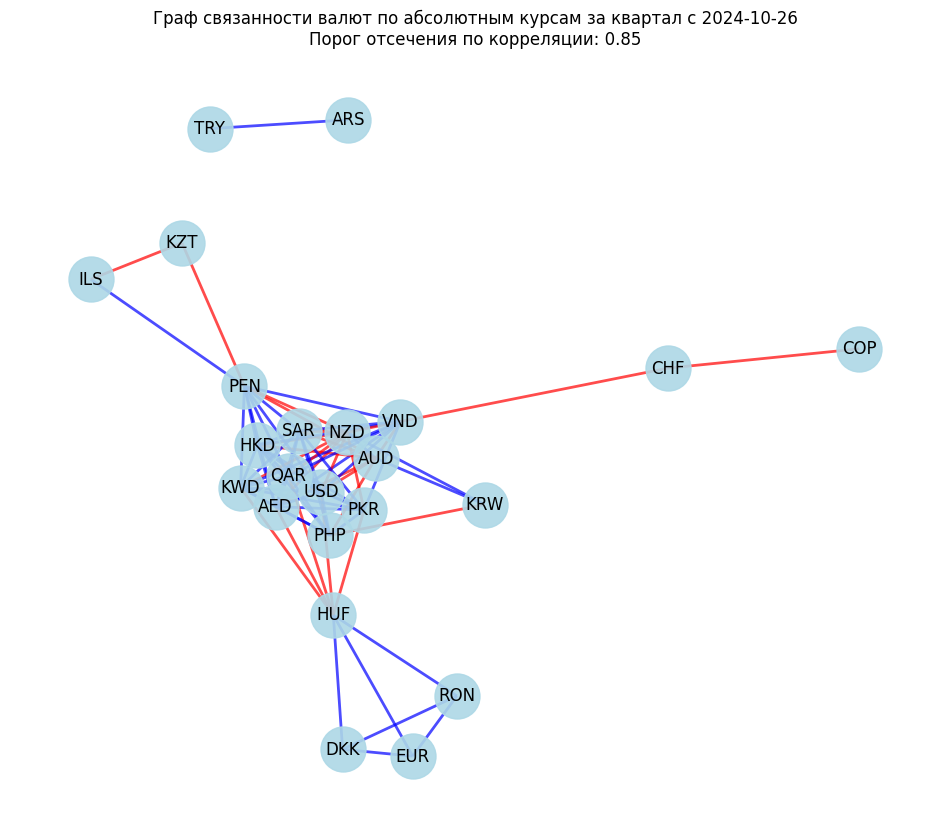 Граф связанности валют по абсолютным курсам за квартал с 2024-10-26
Порог отсечения по корреляции: 0.85
ARS
TRY
KZT
ILS
COP
CHF
PEN
VND
SAR
NZD
HKD
AUD
QAR
KWD
USD
KRW
AED
PKR
PHP
HUF
RON
DKK
EUR